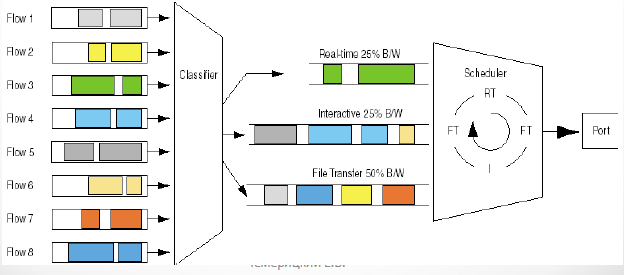 Flow 1
Flow 2
Flow 3
Flow 4
Flow 5
Flow 6
Flow 7
Flow 8
Classifier
Real-time 25% B/W
Interactive 25% B/W
File Transfer 50% B/W
Scheduler
RT
FT
FT
I
Port